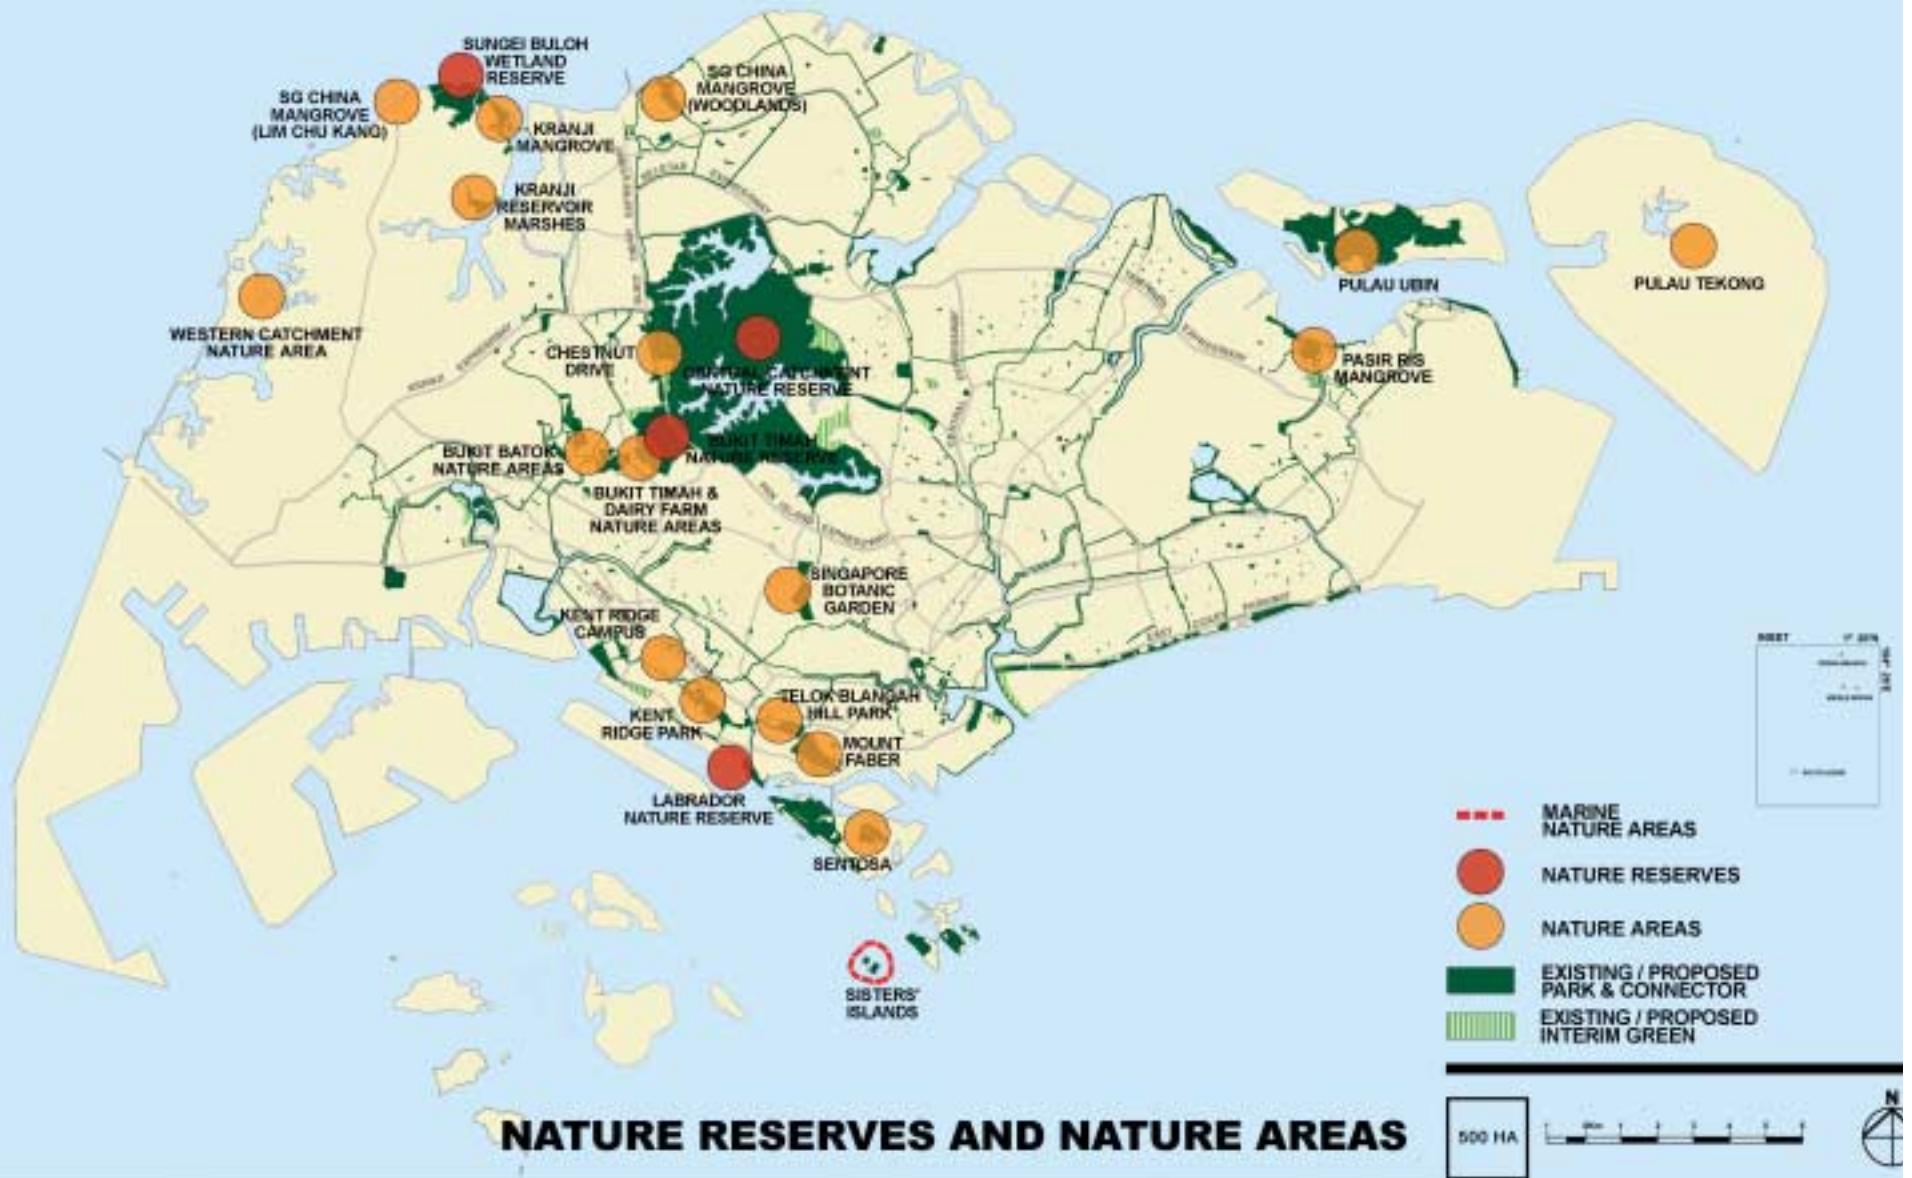 SUNGEI BULOH
WETLAND
RESERVE
SG CHINA
MANGROVE
(LIM CHU KANG)
KRANJI
MANGROVE
SG CHINA
MANGROVE
(WOODLANDS)
KRANJI
RESERVOIR
MARSHES
WESTERN CATCHMENT
NATURE AREA
CHESTNUT
DRIVE
CENTRAL CATCHMENT
NATURE RESERVE
PULAU UBIN
PULAU TEKONG
PASIR RIS
MANGROVE
BUKIT BATOK
NATURE AREAS
BUKIT TIMAH
NATURE RESERVE
BUKIT TIMAH &
DAIRY FARM
NATURE AREAS
SINGAPORE
BOTANIC
GARDEN
KENT RIDGE
CAMPUS
KENT
RIDGE PARK
TELOK BLANGAH
HILL PARK
MOUNT
FABER
LABRADOR
NATURE RESERVE
SENTOSA
SISTERS'
ISLANDS
EAST COAST PARKWAY
INSET
MARINE
NATURE AREAS
NATURE RESERVES
NATURE AREAS
EXISTING / PROPOSED
PARK & CONNECTOR
EXISTING / PROPOSED
INTERIM GREEN
NATURE RESERVES AND NATURE AREAS
500 HA
N